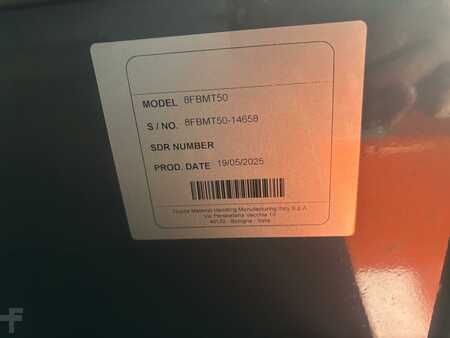 MODEL 8FBMT50
S / NO. 8FBMT50-14658
SDR NUMBER
PROD. DATE 19/05/2025
Toyota Material Handling Manufacturing Italy S.p.A.
Via Persicetana Vecchia 10
40132 - Bologna - Italia